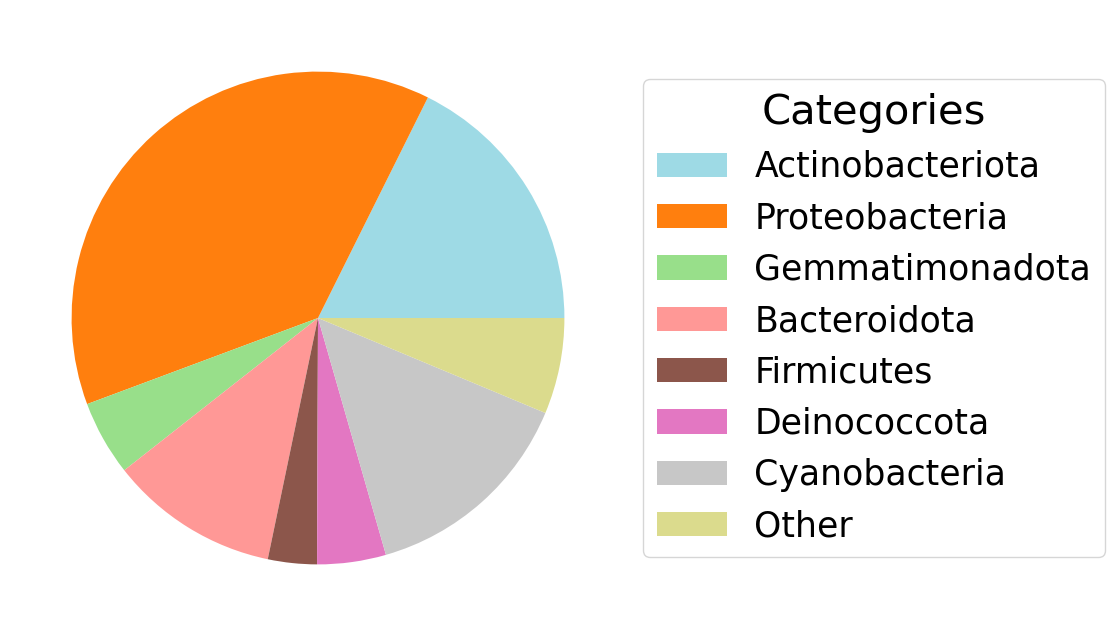 Categories
Actinobacteriota
Proteobacteria
Gemmatimonadota
Bacteroidota
Firmicutes
Deinococcota
Cyanobacteria
Other